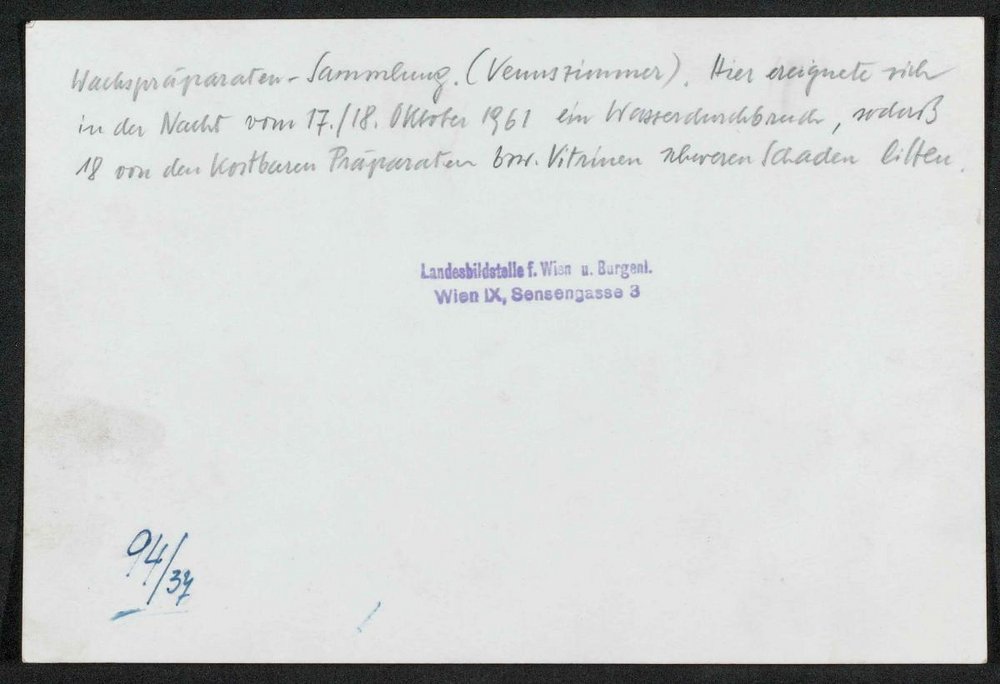 Wachspräparaten-Sammlung. (Venuszimmer). Hier ereignete sich
in der Nacht vom 17./18. Oktober 1961 ein Wasserdurchbruch, sodaß
18 von den kostbaren Präparaten bzw. Vitrinen schweren Schaden litten.
Landesbildstelle f. Wien u. Burgenl.
Wien IX, Sensengasse 3
94/37